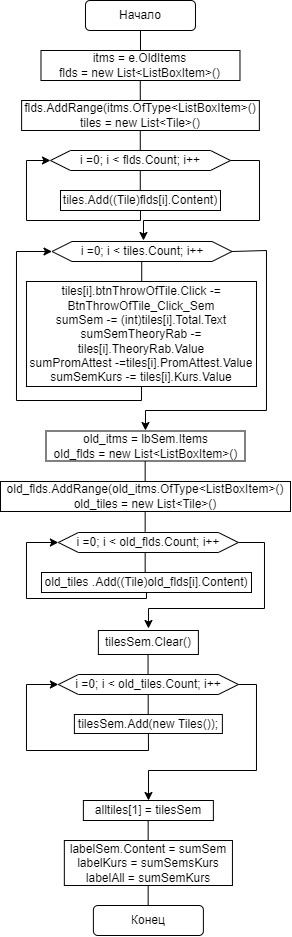 Начало
itms = e.OldItems
flds = new List<ListBoxItem>()
flds.AddRange(itms.OfType<ListBoxItem>()
tiles = new List<Tile>()
i =0; i < flds.Count; i++
tiles.Add((Tile)flds[i].Content)
i =0; i < tiles.Count; i++
tiles[i].btnThrowOfTile.Click -=
BtnThrowOfTile_Click_Sem
sumSem -= (int)tiles[i].Total.Text
sumSemTheoryRab -=
tiles[i].TheoryRab.Value
sumPromAttest -=tiles[i].PromAttest.Value
sumSemKurs -= tiles[i].Kurs.Value
old_itms = lbSem.Items
old_flds = new List<ListBoxItem>()
old_flds.AddRange(old_itms.OfType<ListBoxItem>()
old_tiles = new List<Tile>()
i =0; i < old_flds.Count; i++
old_tiles .Add((Tile)old_flds[i].Content)
tilesSem.Clear()
i =0; i < old_tiles.Count; i++
tilesSem.Add(new Tiles());
alltiles[1] = tilesSem
labelSem.Content = sumSem
labelKurs = sumSemsKurs
labelAll = sumSemKurs
Конец